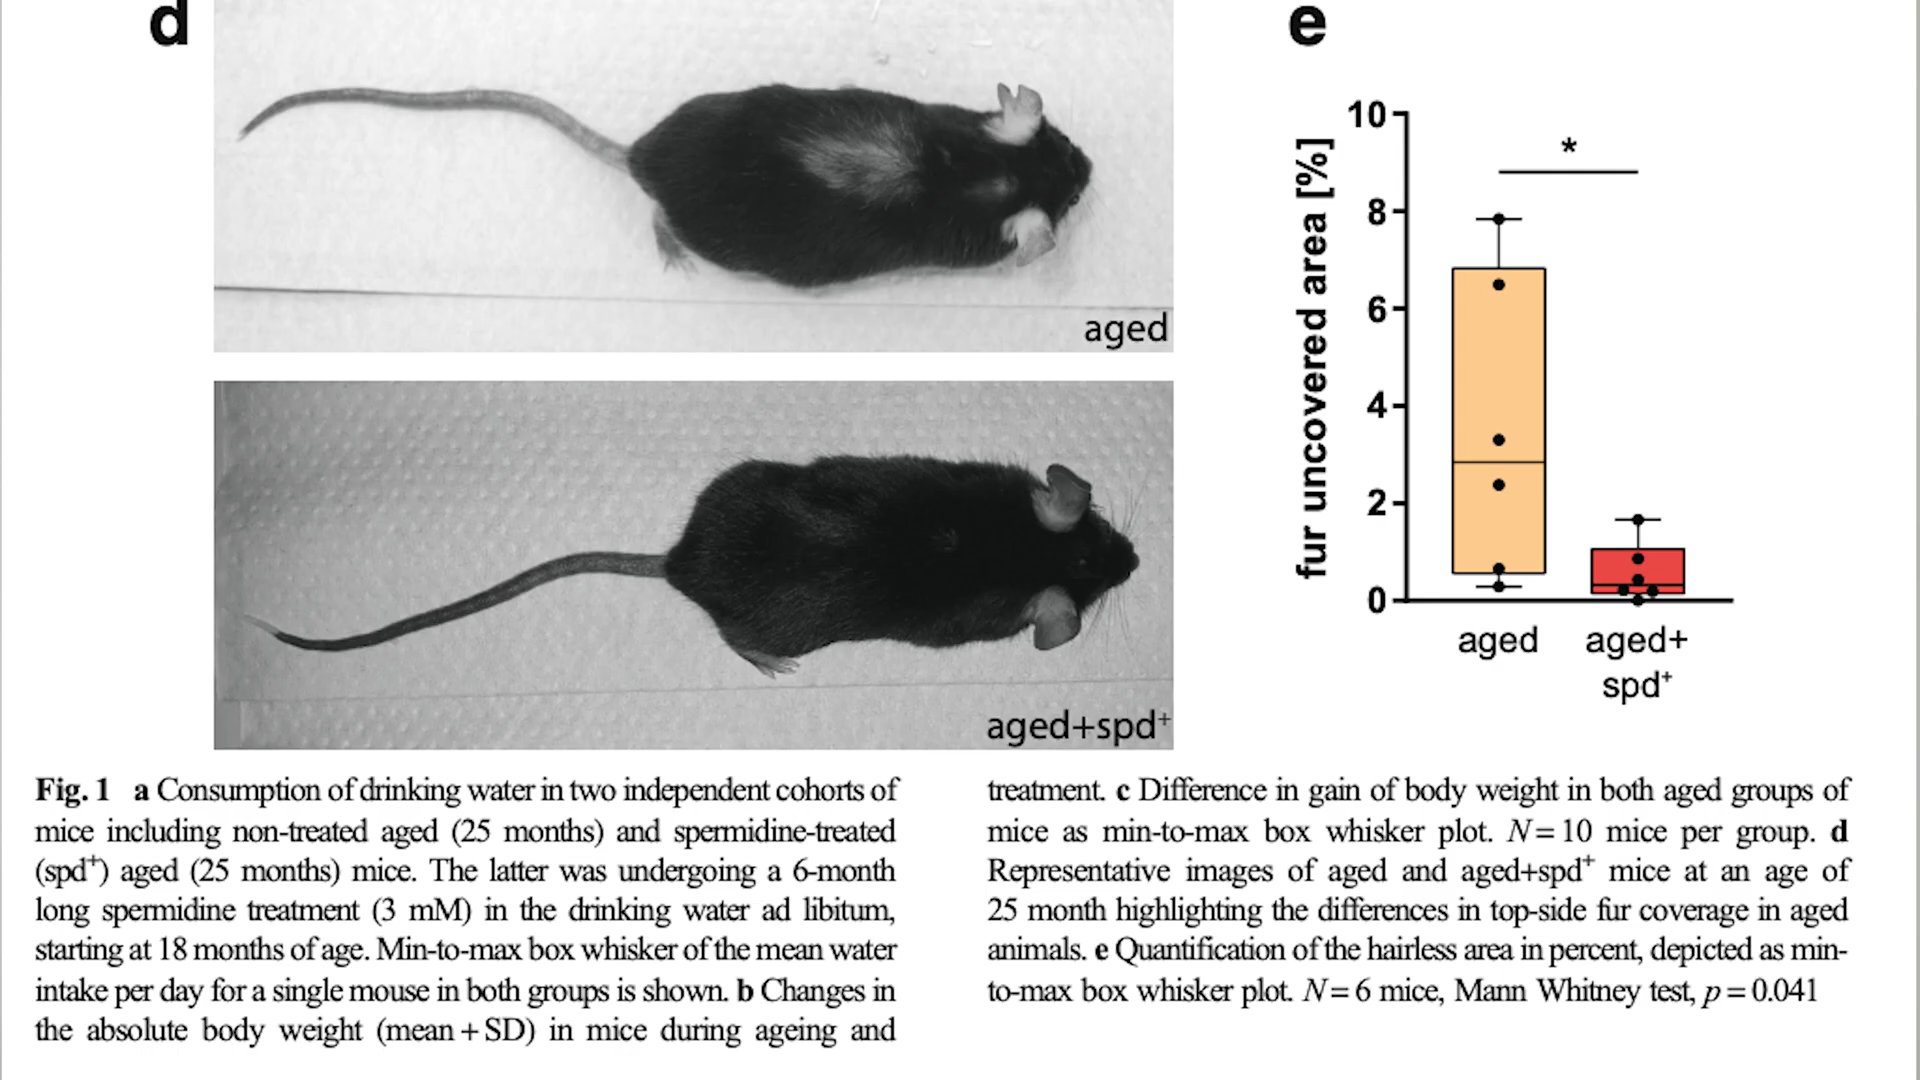 d
aged
aged+spd⁺
e
fur uncovered area [%]
10
*
8
6
4
2
0
aged
aged+
spd⁺
Fig. 1 a Consumption of drinking water in two independent cohorts of
mice including non-treated aged (25 months) and spermidine-treated
(spd⁺) aged (25 months) mice. The latter was undergoing a 6-month
long spermidine treatment (3 mM) in the drinking water ad libitum,
starting at 18 months of age. Min-to-max box whisker of the mean water
intake per day for a single mouse in both groups is shown. b Changes in
the absolute body weight (mean + SD) in mice during ageing and
treatment. c Difference in gain of body weight in both aged groups of
mice as min-to-max box whisker plot. N = 10 mice per group. d
Representative images of aged and aged+spd⁺ mice at an age of
25 month highlighting the differences in top-side fur coverage in aged
animals. e Quantification of the hairless area in percent, depicted as min-
to-max box whisker plot. N = 6 mice, Mann Whitney test, p = 0.041